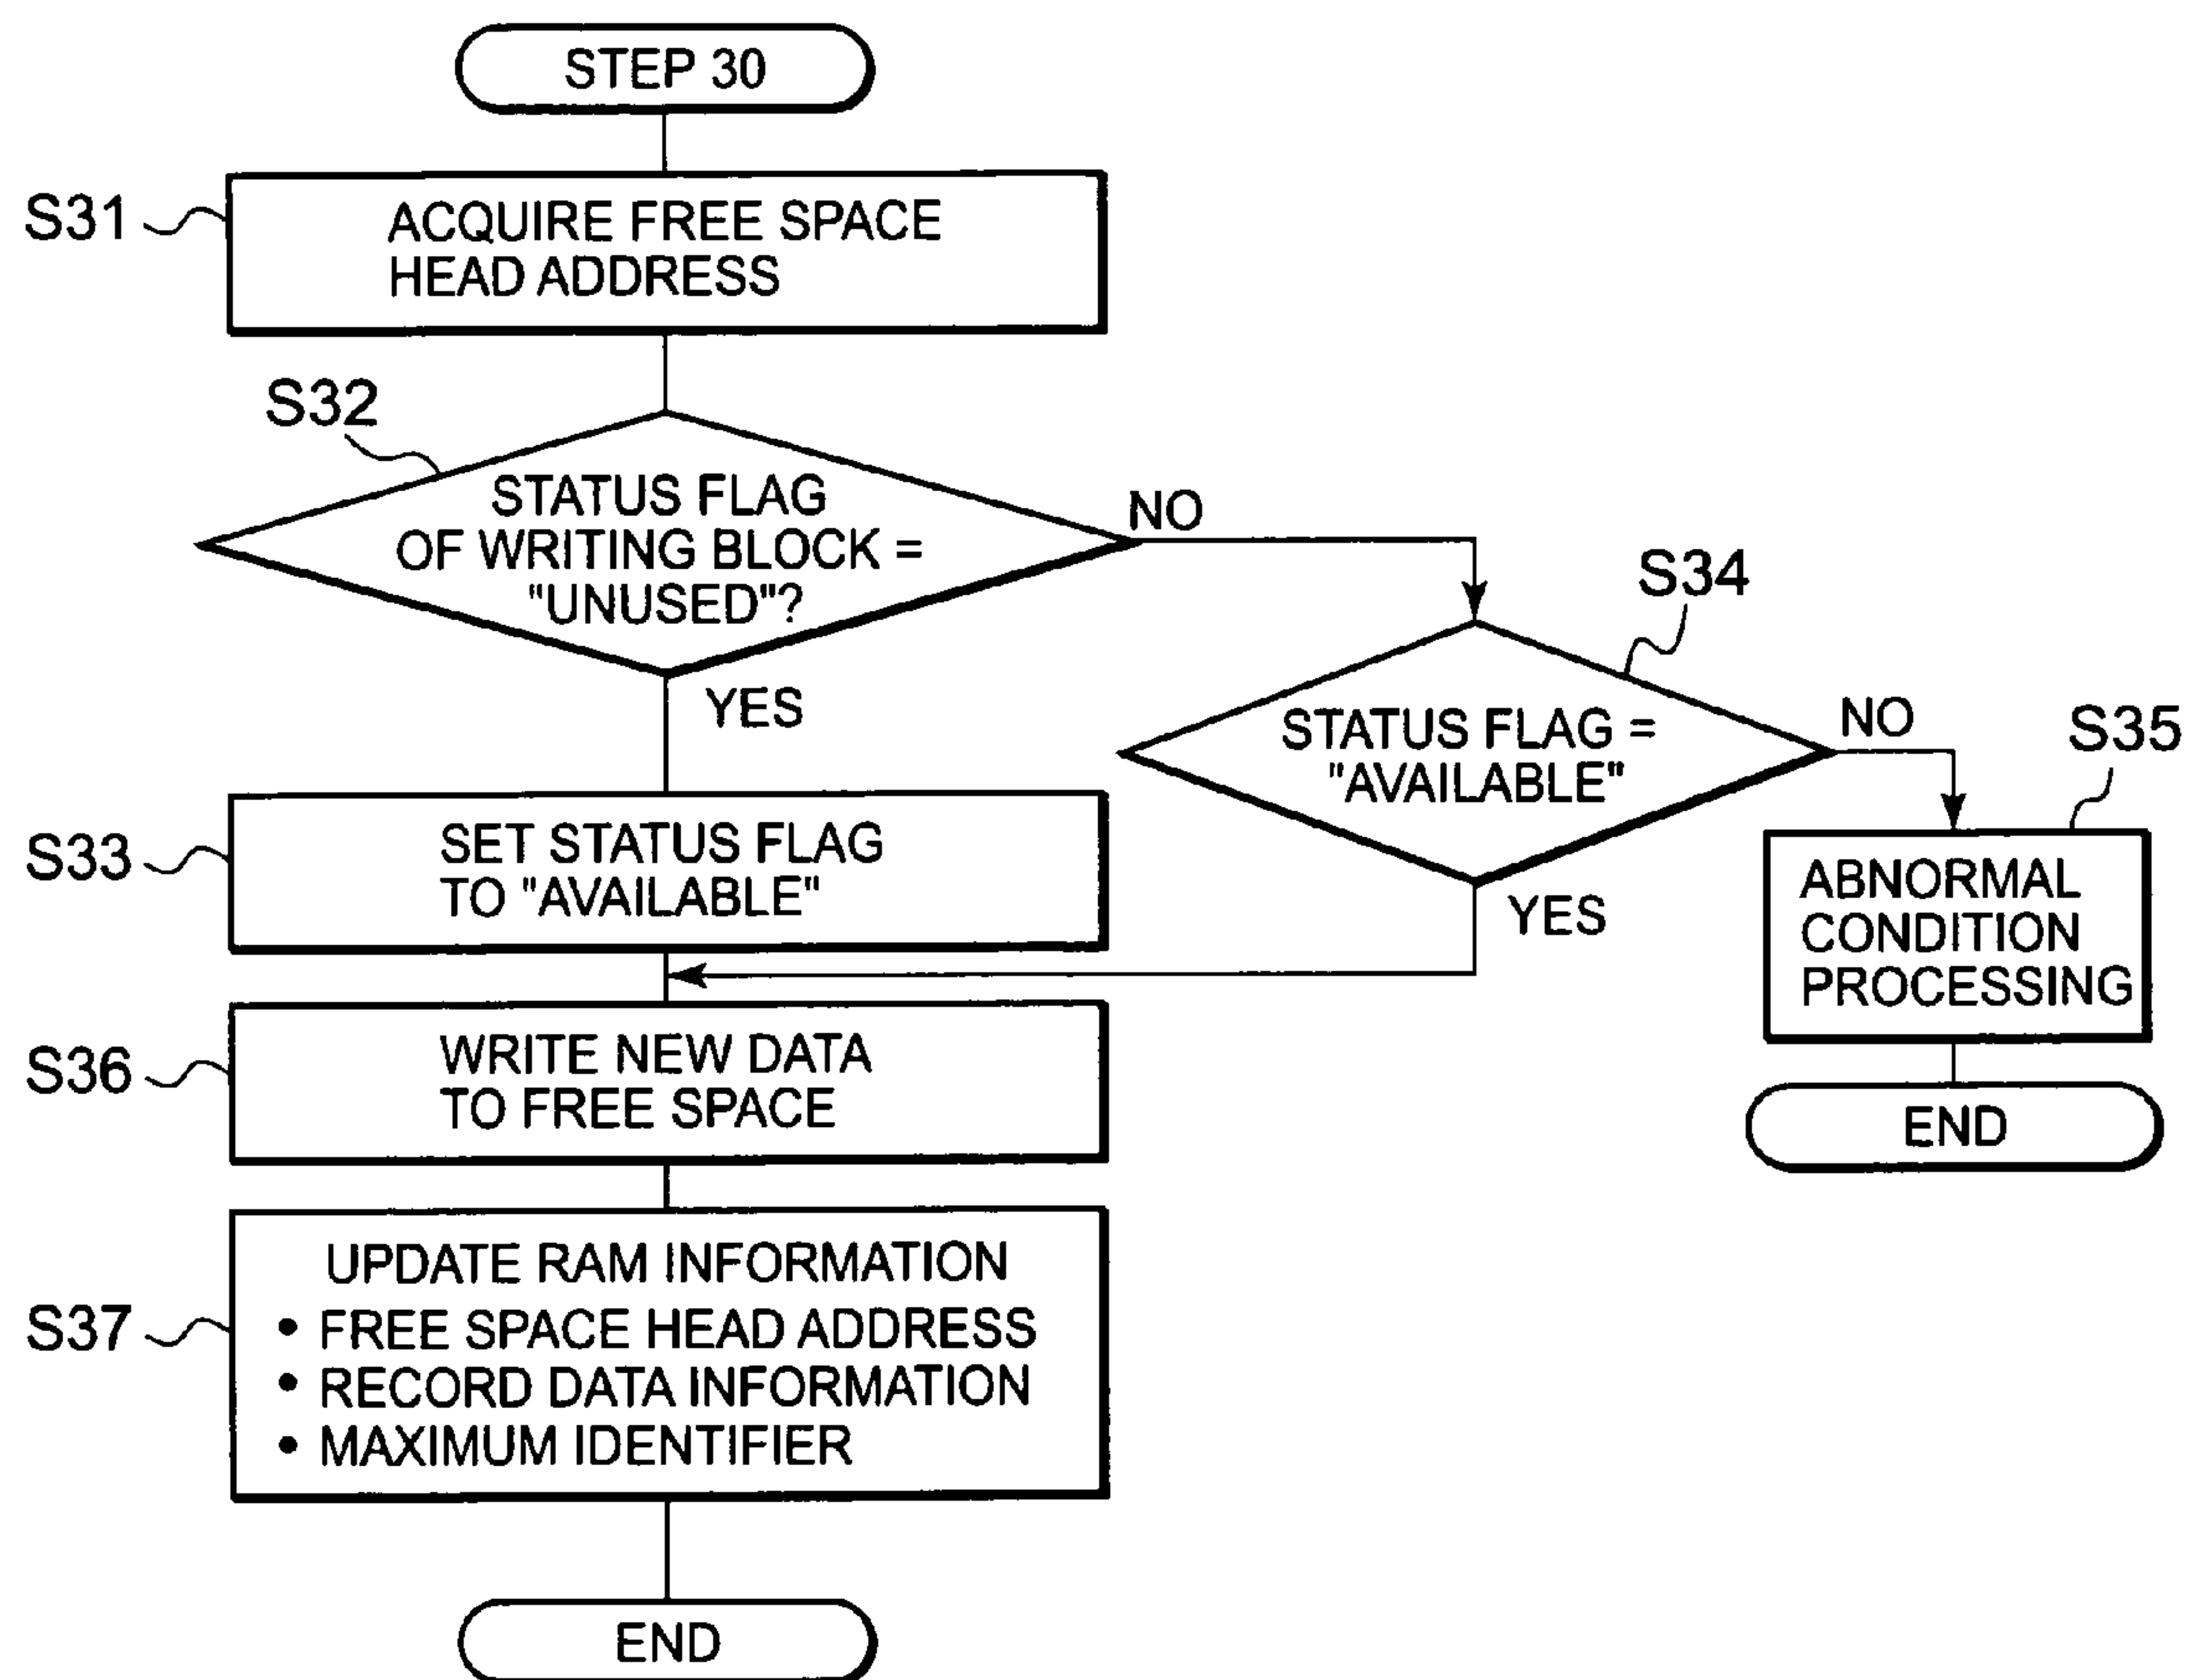 STEP 30
S31
ACQUIRE FREE SPACE
HEAD ADDRESS
S32
STATUS FLAG
OF WRITING BLOCK =
"UNUSED"?
NO
YES
S34
STATUS FLAG =
"AVAILABLE"
NO
YES
S35
ABNORMAL
CONDITION
PROCESSING
END
S33
SET STATUS FLAG
TO "AVAILABLE"
S36
WRITE NEW DATA
TO FREE SPACE
S37
UPDATE RAM INFORMATION
• FREE SPACE HEAD ADDRESS
• RECORD DATA INFORMATION
• MAXIMUM IDENTIFIER
END